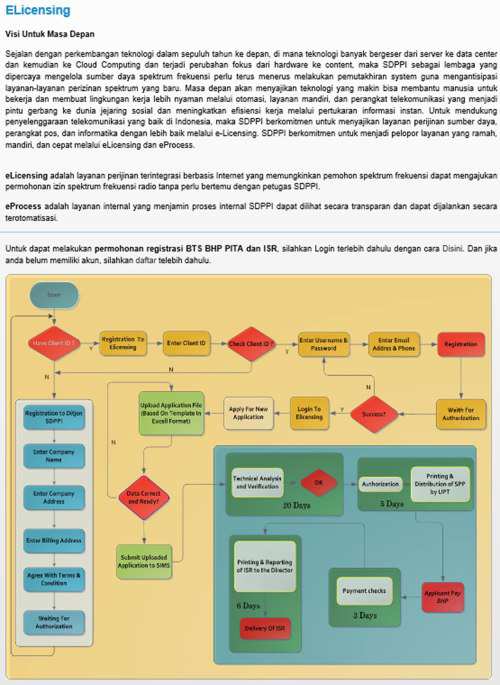 ELicensing
Visi Untuk Masa Depan
Sejalan dengan perkembangan teknologi dalam sepuluh tahun ke depan, di mana teknologi banyak bergeser dari server ke data center
dan kemudian ke Cloud Computing dan terjadi perubahan fokus dari hardware ke content, maka SDPPI sebagai lembaga yang
dipercaya mengelola sumber daya spektrum frekuensi perlu terus menerus melakukan pemutakhiran system guna mengantisipasi
layanan-layanan perizinan spektrum yang baru. Masa depan akan menyajikan teknologi yang makin bisa membantu manusia untuk
bekerja dan membuat lingkungan kerja lebih nyaman melalui otomasi, layanan mandiri, dan perangkat telekomunikasi yang menjadi
pintu gerbang ke dunia jejaring sosial dan meningkatkan efisiensi kerja melalui pertukaran informasi instan. Untuk mendukung
penyelenggaraan telekomunikasi yang baik di Indonesia, maka SDPPI berkomitmen untuk menyajikan layanan perijinan sumber daya,
perangkat pos, dan informatika dengan lebih baik melalui e-Licensing. SDPPI berkomitmen untuk menjadi pelopor layanan yang ramah,
mandiri, dan cepat melalui eLicensing dan eProcess.
eLicensing adalah layanan perijinan terintegrasi berbasis Internet yang memungkinkan pemohon spektrum frekuensi dapat mengajukan
permohonan izin spektrum frekuensi radio tanpa perlu bertemu dengan petugas SDPPI.
eProcess adalah layanan internal yang menjamin proses internal SDPPI dapat dilihat secara transparan dan dapat dijalankan secara
terotomatisasi.
Untuk dapat melakukan permohonan registrasi BTS BHP PITA dan ISR, silahkan Login terlebih dahulu dengan cara Disini. Dan jika
anda belum memiliki akun, silahkan daftar telebih dahulu.
Start
Have Client ID ?
Y
Registration To
ELicensing
Enter Client ID
Check Client ID ?
Y
Enter Username &
Password
Enter Email
Addres & Phone
Registration
N
N
Registration to Ditjen
SDPPI
Enter Company
Name
Enter Company
Address
Enter Billing Address
Agree With Terms &
Condition
Waiting For
Authorization
Upload Application File
(Based On Template In
Excell Format)
Apply For New
Application
Login To
Elicensing
Y
Success?
N
Waith For
Authorization
N
Data Correct
and Ready?
Submit Uploaded
Application to SIMS
Technical Analysis
and Verification
OK
20 Days
Authorization
Printing &
Distribution of SPP
by UPT
5 Days
Printing & Reporting
of ISR to the Director
6 Days
Delivery Of ISR
Payment checks
3 Days
Applicant Pay
BHP